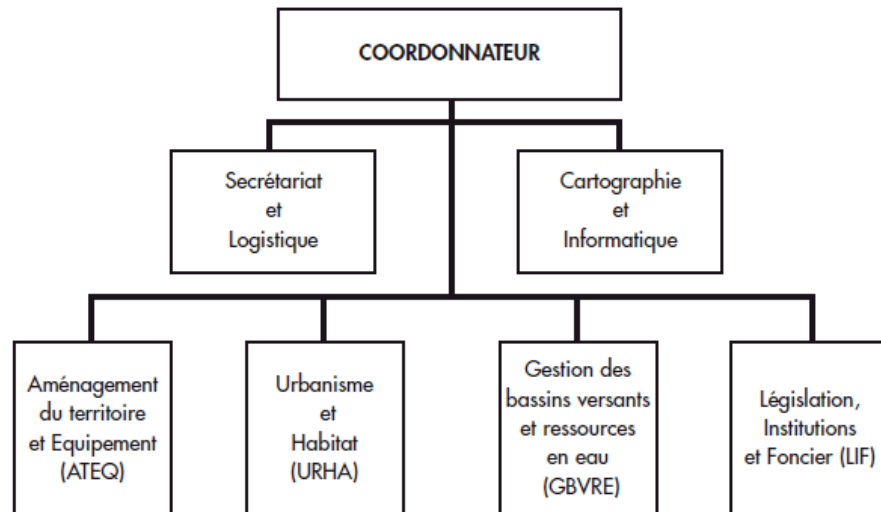 COORDONNATEUR
Secrétariat
et
Logistique
Cartographie
et
Informatique
Aménagement
du territoire
et Equipement
(ATEQ)
Urbanisme
et
Habitat
(URHA)
Gestion des
bassins versants
et ressources
en eau
(GBVRE)
Législation,
Institutions
et Foncier (LIF)